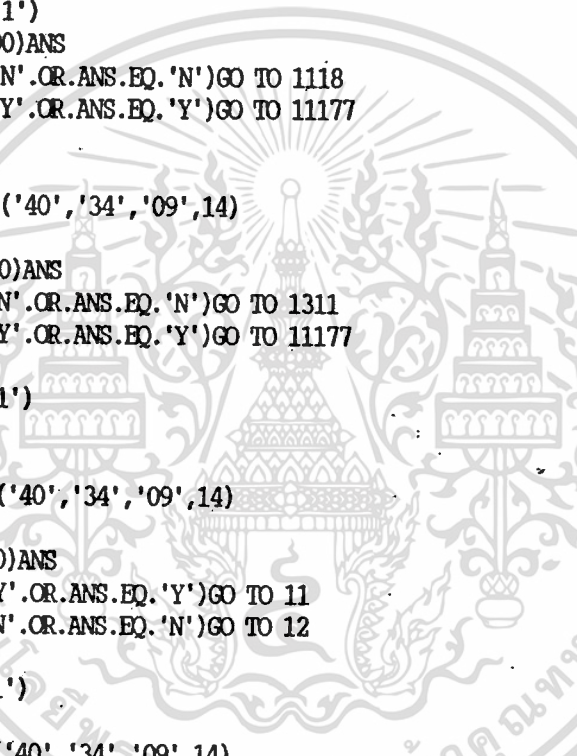 1')
0)ANS
N'.OR.ANS.EQ.'N')GO TO 1118
Y'.OR.ANS.EQ.'Y')GO TO 11177
('40','34','09',14)
0)ANS
N'.OR.ANS.EQ.'N')GO TO 1311
Y'.OR.ANS.EQ.'Y')GO TO 11177
1')
('40','34','09',14)
)ANS
Y'.OR.ANS.EQ.'Y')GO TO 11
N'.OR.ANS.EQ.'N')GO TO 12
')
('40','34','09',14)